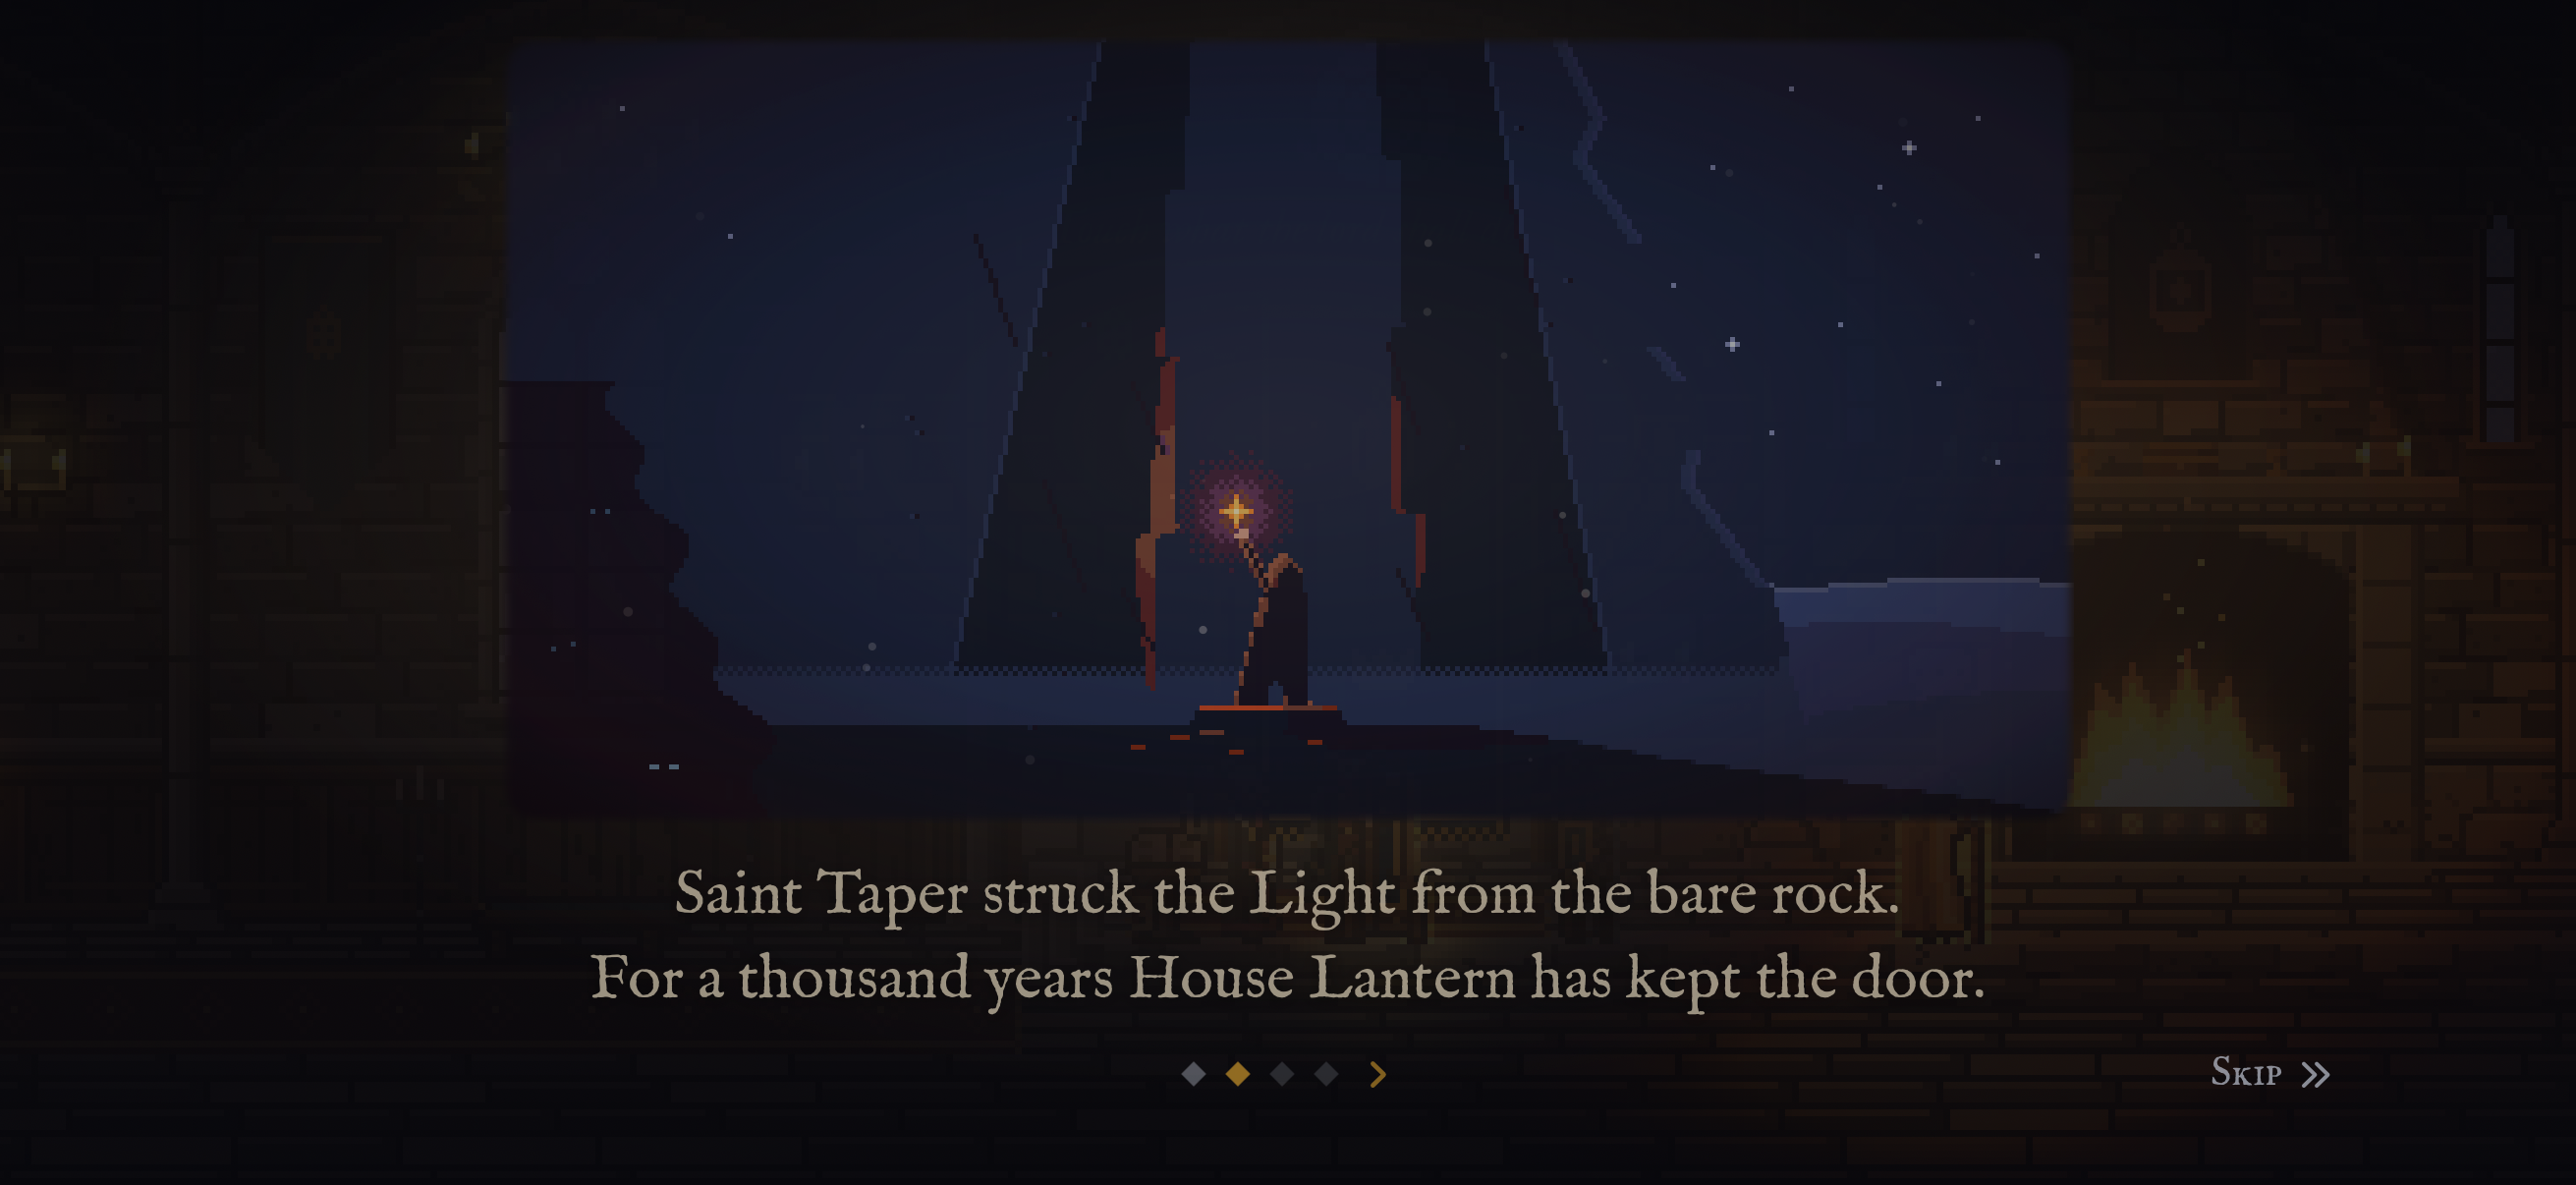 Saint Taper struck the Light from the bare rock.
For a thousand years House Lantern has kept the door.
Skip